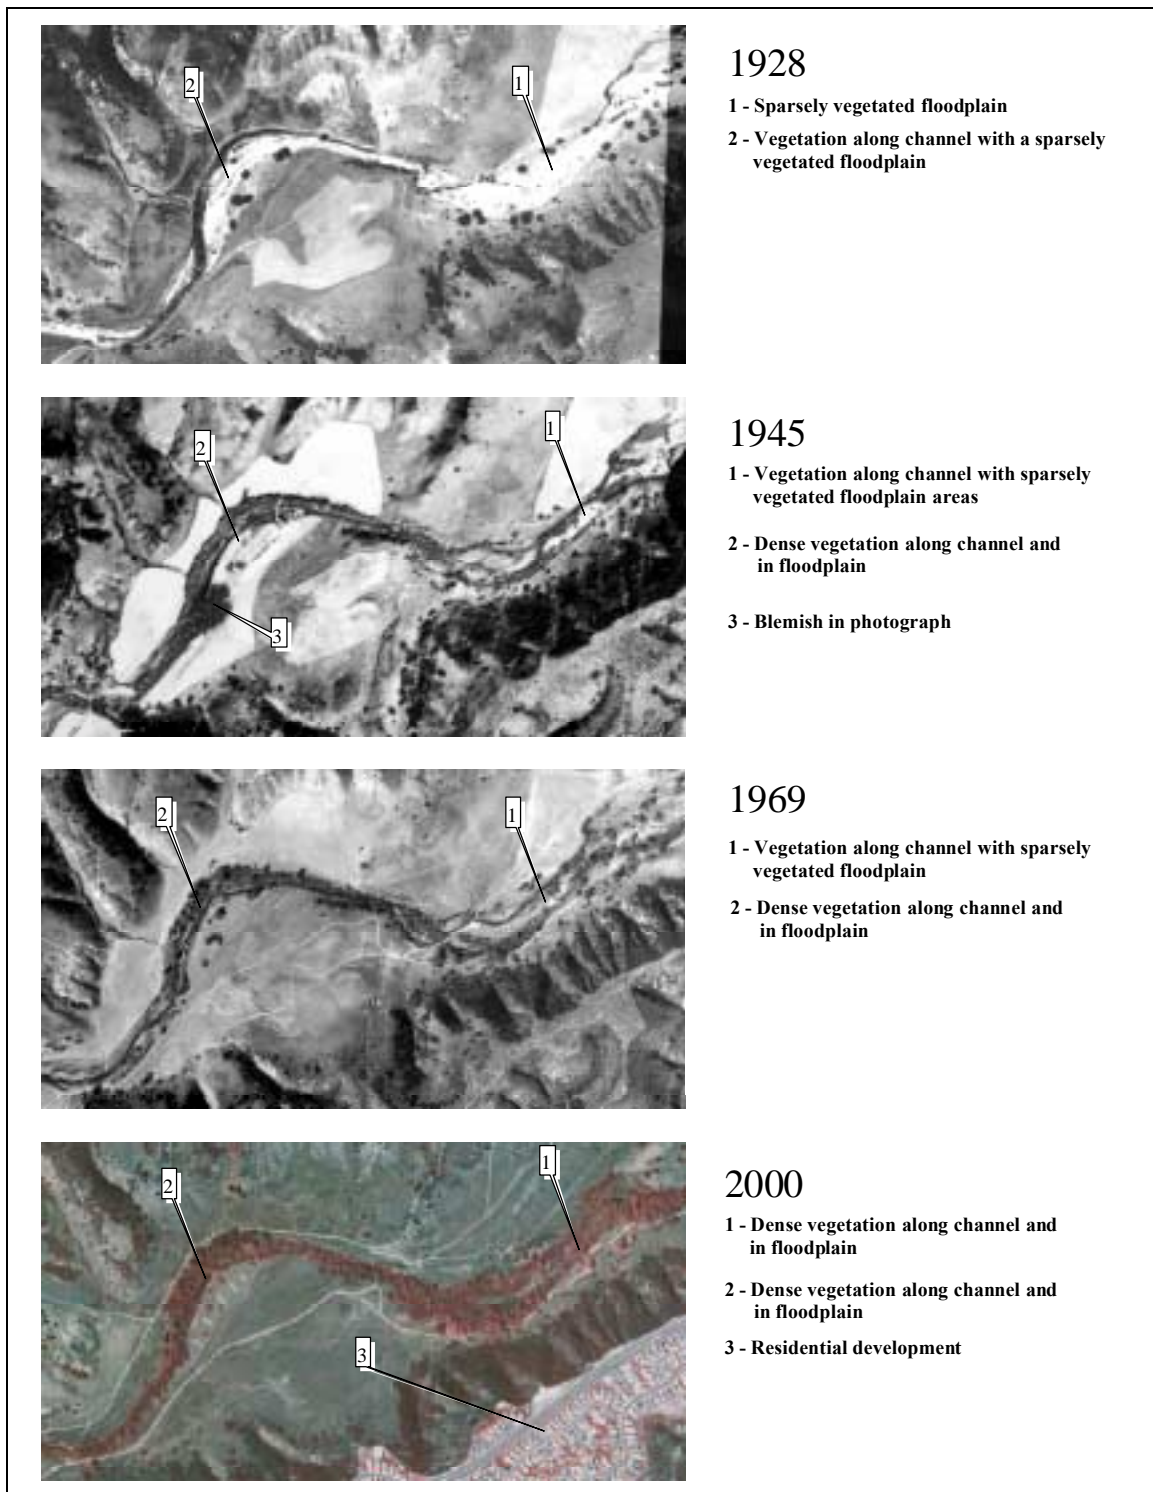 1928
1 - Sparsely vegetated floodplain
2 - Vegetation along channel with a sparsely
vegetated floodplain
2
1
1945
1 - Vegetation along channel with sparsely
vegetated floodplain areas
2 - Dense vegetation along channel and
in floodplain
3 - Blemish in photograph
2
1
3
1969
1 - Vegetation along channel with sparsely
vegetated floodplain
2 - Dense vegetation along channel and
in floodplain
2
1
2000
1 - Dense vegetation along channel and
in floodplain
2 - Dense vegetation along channel and
in floodplain
3 - Residential development
2
1
3